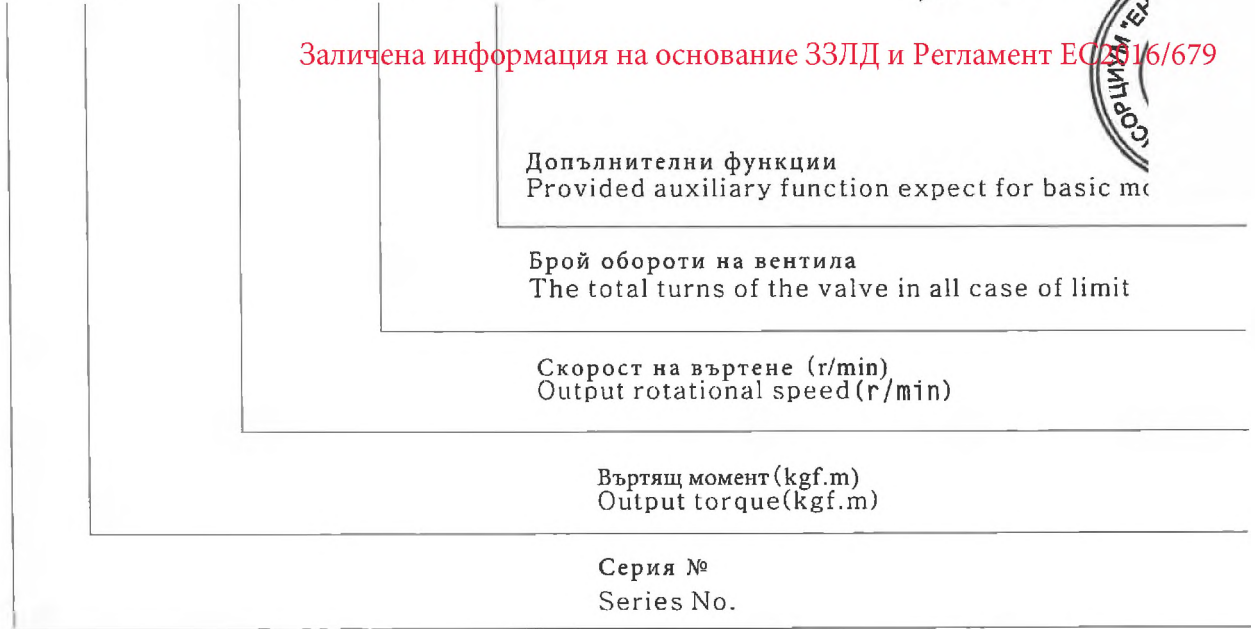 Заличена информация на основание ЗЗЛД и Регламент ЕС2016/679
Допълнителни функции
Provided auxiliary function expect for basic
Брой обороти на вентила
The total turns of the valve in all case of limit
Скорост на въртене (r/min)
Output rotational speed(r/min)
Въртящ момент(kgf.m)
Output torque(kgf.m)
Серия №
Series No.